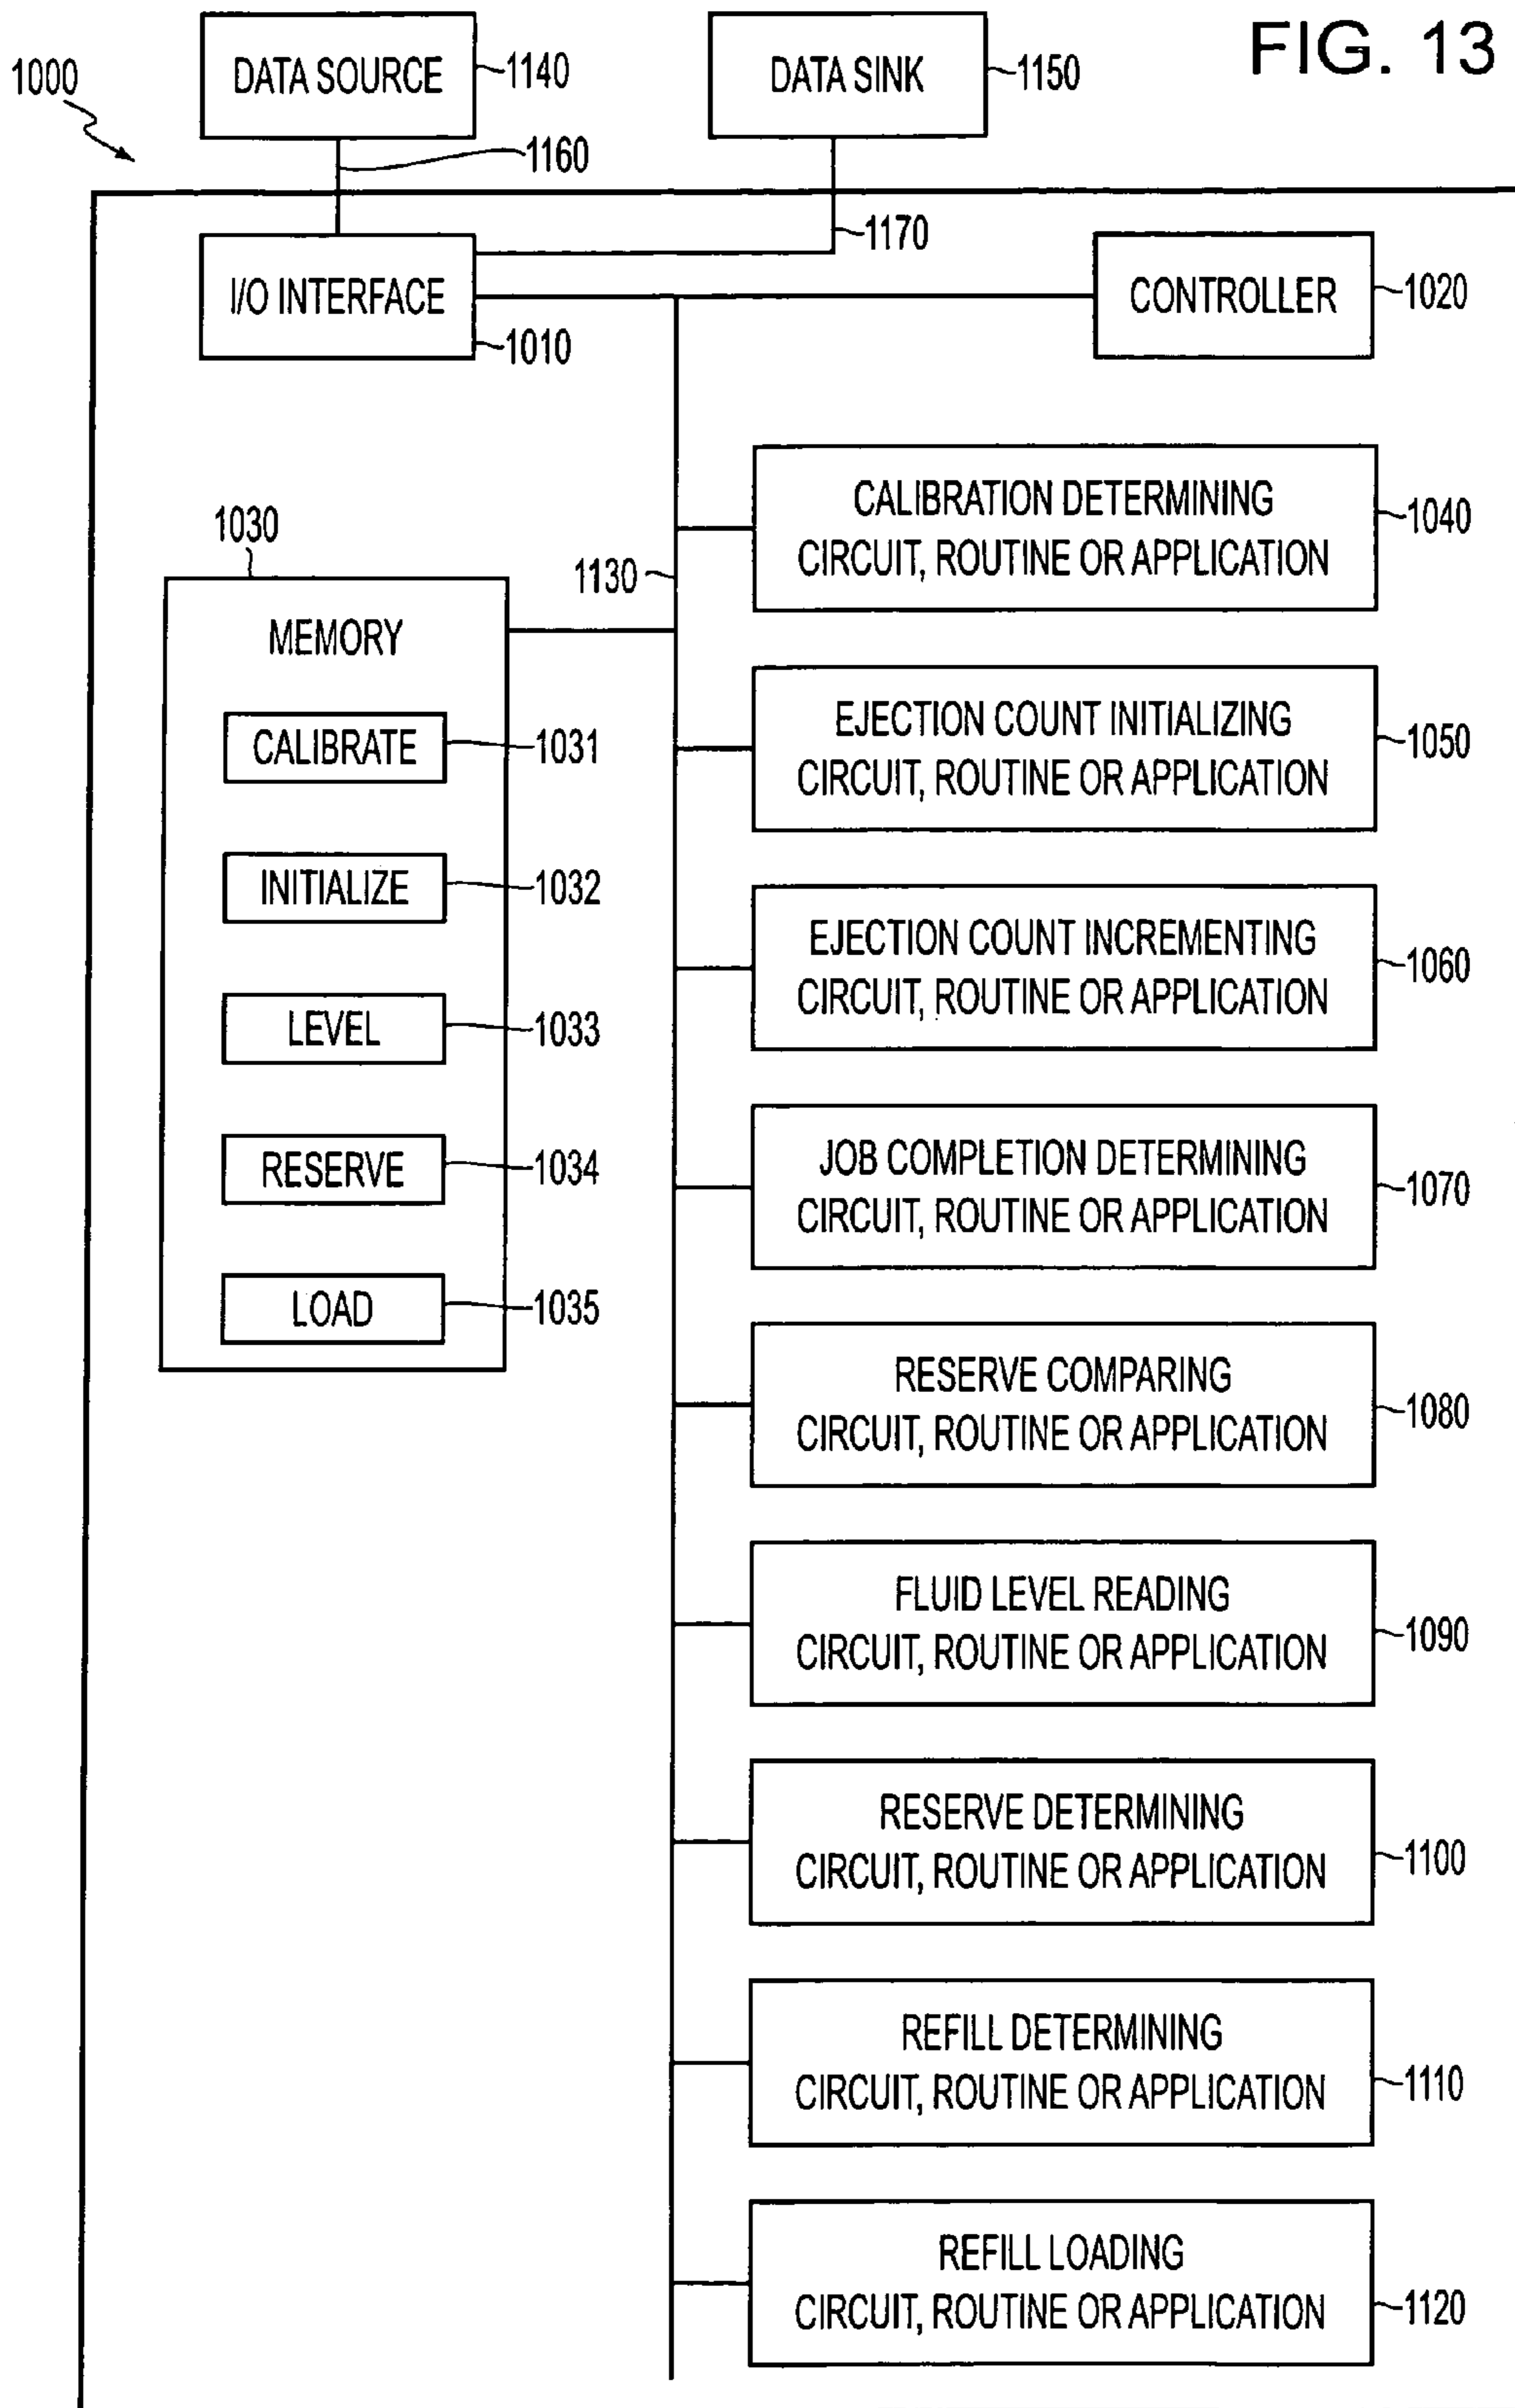 FIG. 13
1000
DATA SOURCE
1140
DATA SINK
1150
1160
1170
I/O INTERFACE
1010
CONTROLLER
1020
1030
MEMORY
CALIBRATE
1031
INITIALIZE
1032
LEVEL
1033
RESERVE
1034
LOAD
1035
1130
CALIBRATION DETERMINING
CIRCUIT, ROUTINE OR APPLICATION
1040
EJECTION COUNT INITIALIZING
CIRCUIT, ROUTINE OR APPLICATION
1050
EJECTION COUNT INCREMENTING
CIRCUIT, ROUTINE OR APPLICATION
1060
JOB COMPLETION DETERMINING
CIRCUIT, ROUTINE OR APPLICATION
1070
RESERVE COMPARING
CIRCUIT, ROUTINE OR APPLICATION
1080
FLUID LEVEL READING
CIRCUIT, ROUTINE OR APPLICATION
1090
RESERVE DETERMINING
CIRCUIT, ROUTINE OR APPLICATION
1100
REFILL DETERMINING
CIRCUIT, ROUTINE OR APPLICATION
1110
REFILL LOADING
CIRCUIT, ROUTINE OR APPLICATION
1120